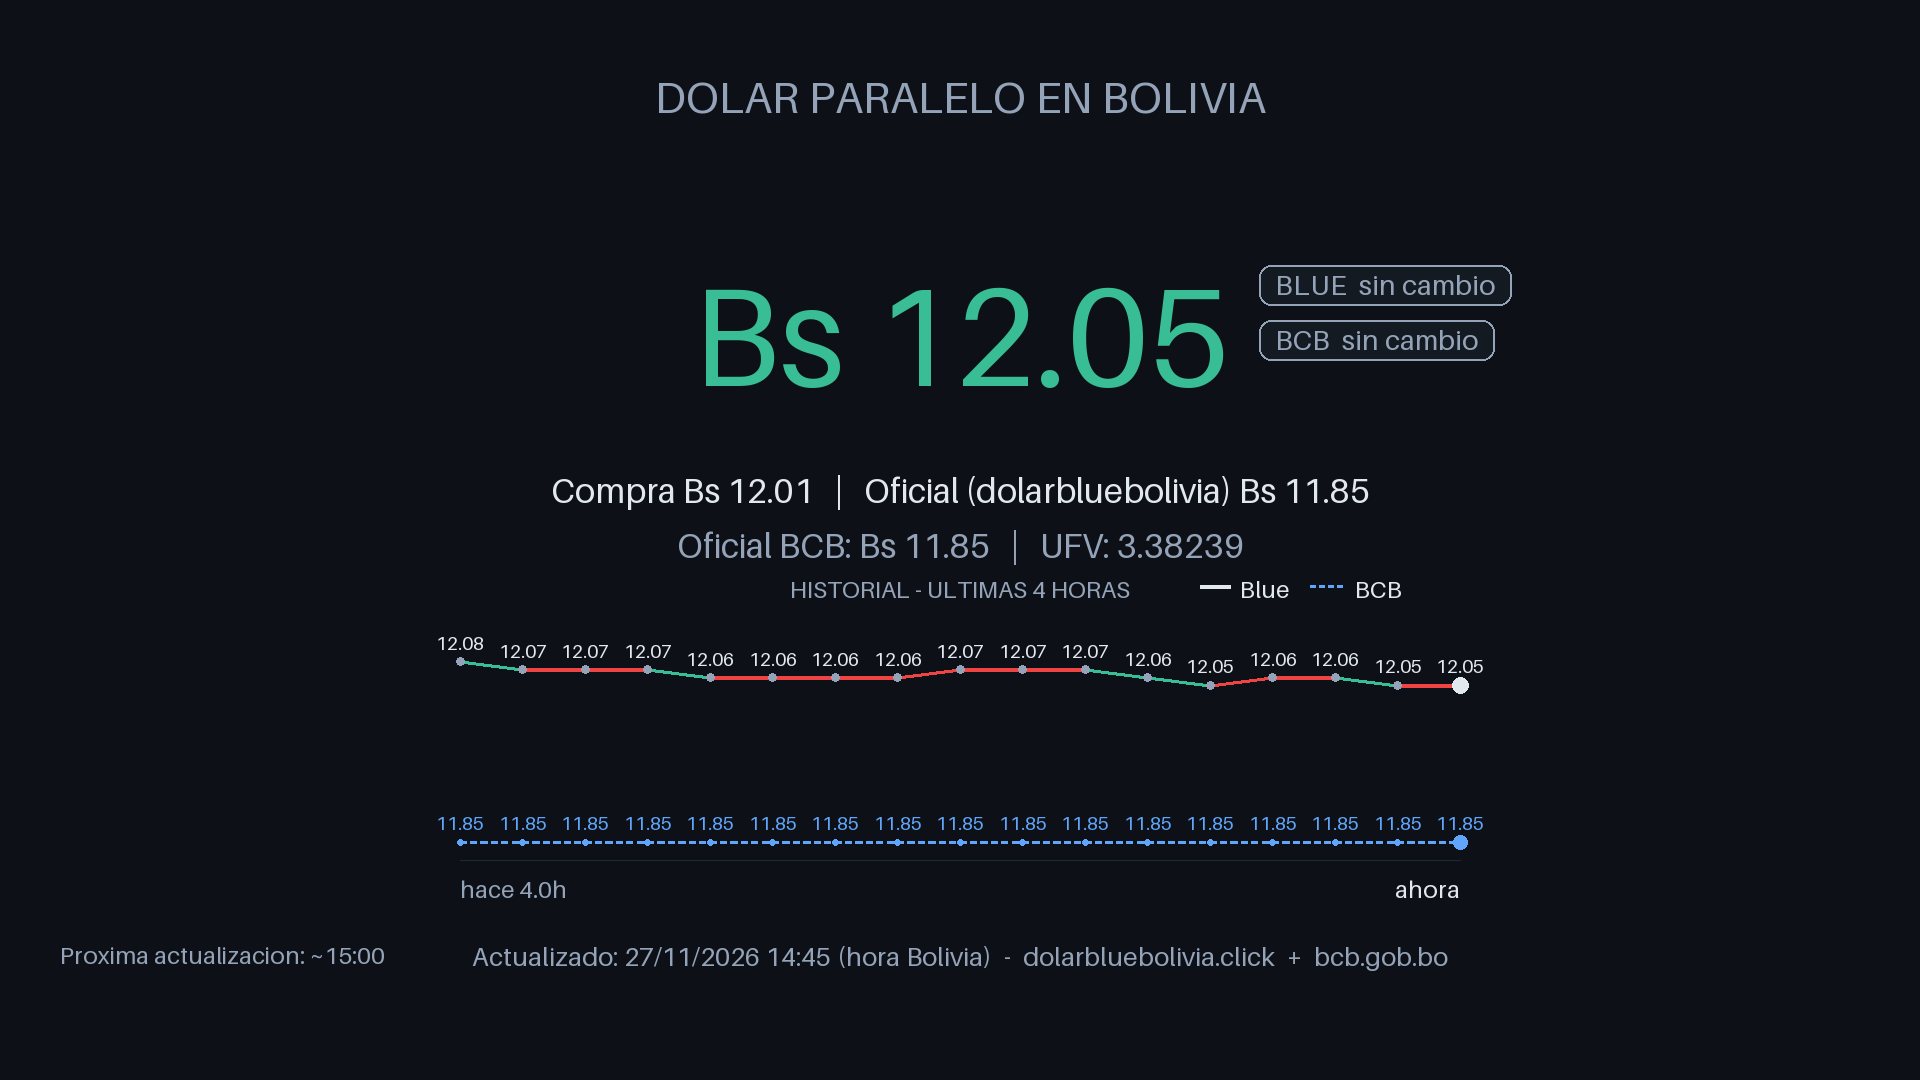 DOLAR PARALELO EN BOLIVIA
Bs 12.05
BLUE sin cambio
BCB sin cambio
Compra Bs 12.01 | Oficial (dolarbluebolivia) Bs 11.85
Oficial BCB: Bs 11.85 | UFV: 3.38239
HISTORIAL - ULTIMAS 4 HORAS Blue BCB
12.08 12.07 12.07 12.07 12.06 12.06 12.06 12.06 12.07 12.07 12.07 12.06 12.05 12.06 12.06 12.05 12.05
11.85 11.85 11.85 11.85 11.85 11.85 11.85 11.85 11.85 11.85 11.85 11.85 11.85 11.85 11.85 11.85 11.85
hace 4.0h ahora
Proxima actualizacion: ~15:00
Actualizado: 27/11/2026 14:45 (hora Bolivia) - dolarbluebolivia.click + bcb.gob.bo